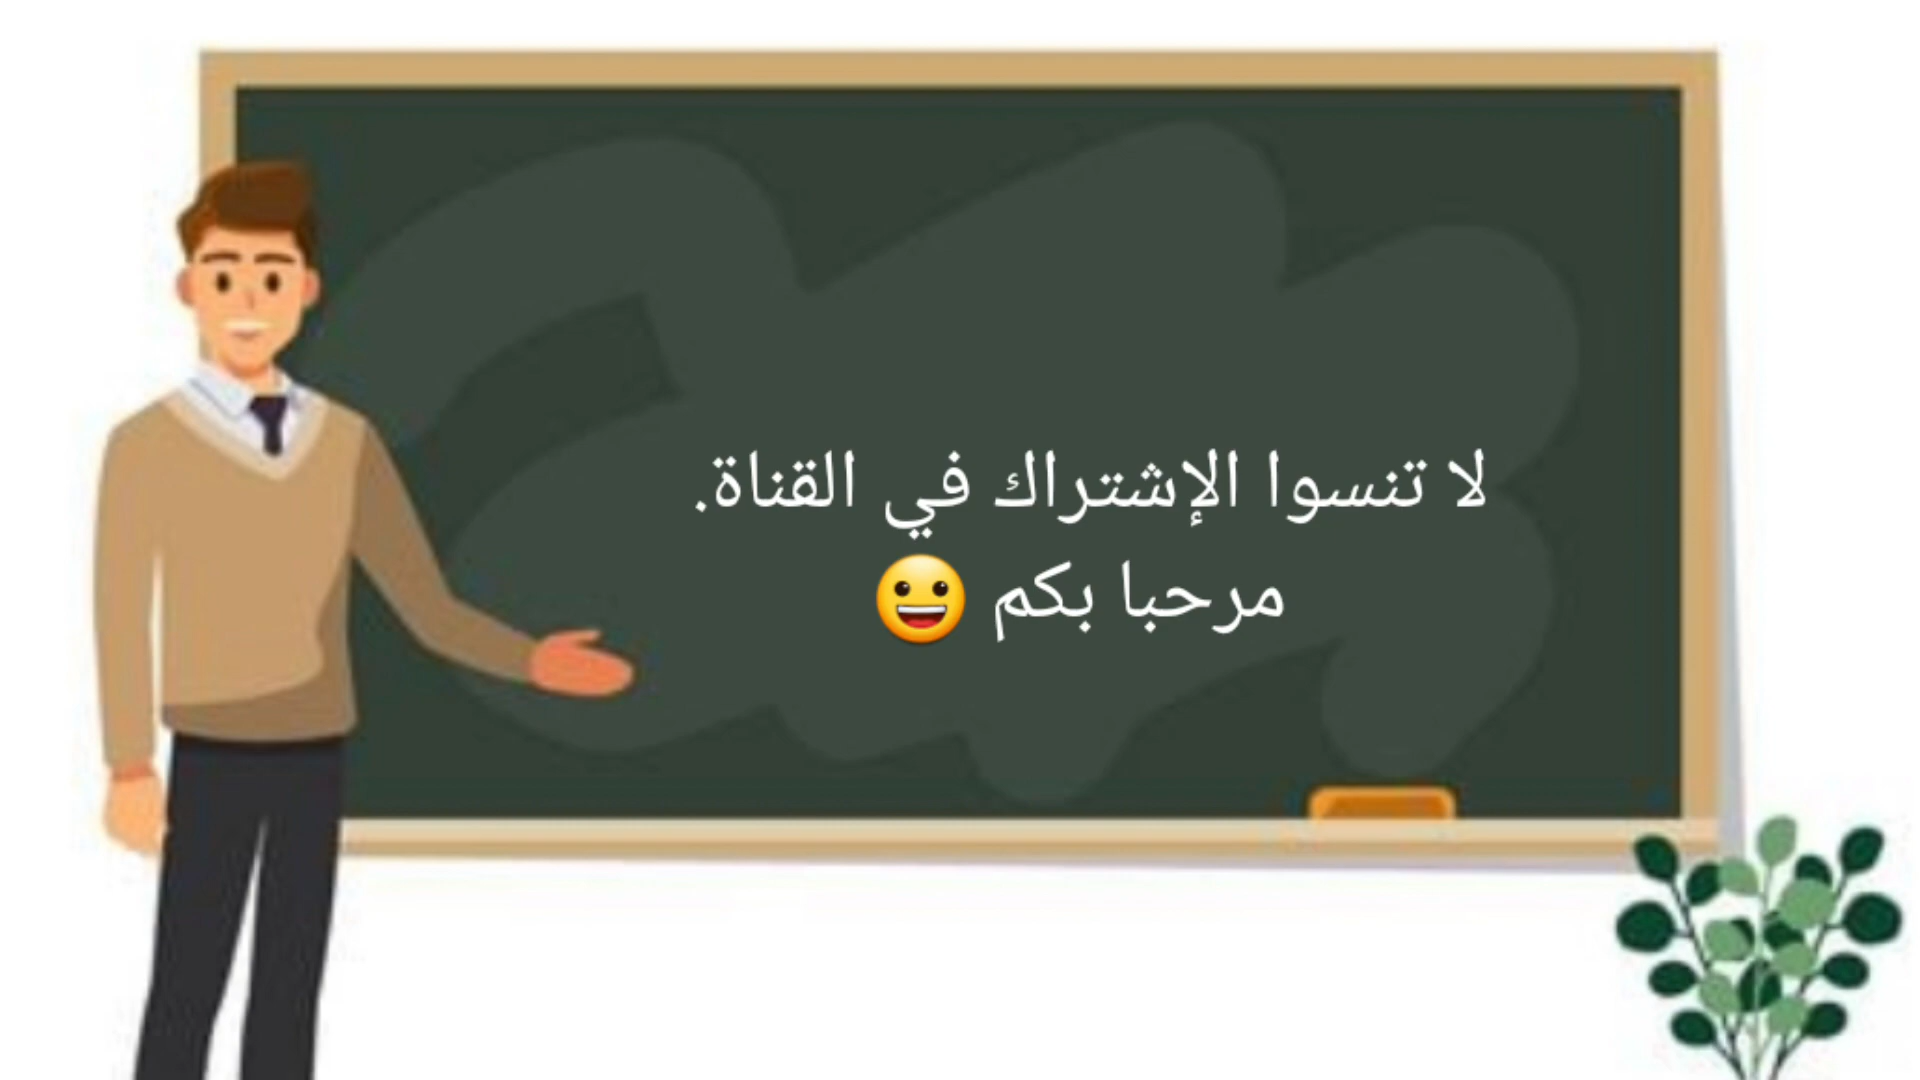 لا تنسوا الإشتراك في القناة.
مرحبا بكم 😀